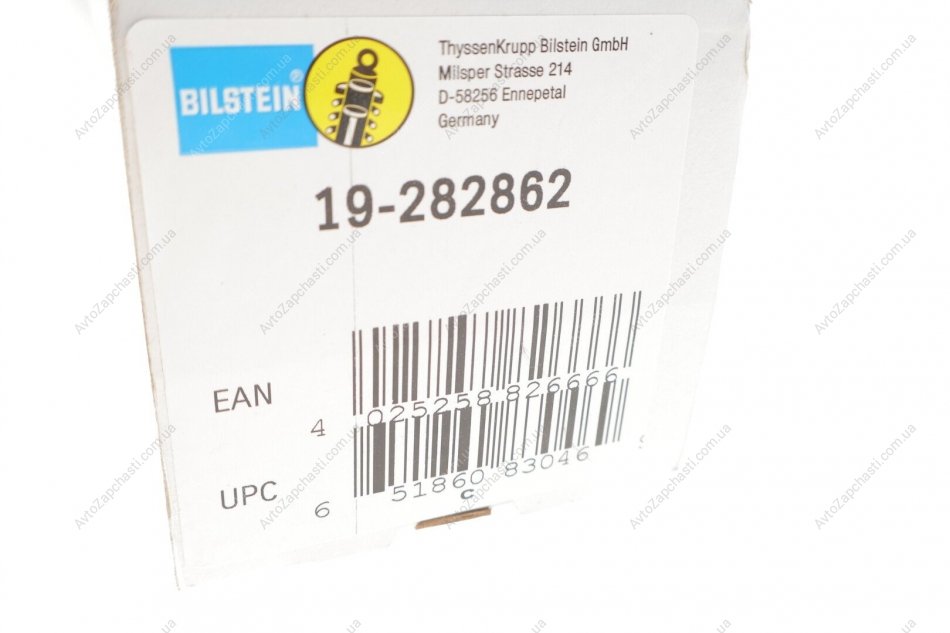 BILSTEIN®
ThyssenKrupp Bilstein GmbH
Milsper Strasse 214
D-58256 Ennepetal
Germany
19-282862
EAN
4 025258 826666
UPC
6 51860 83046
c
AvtoZapchasti.com.ua